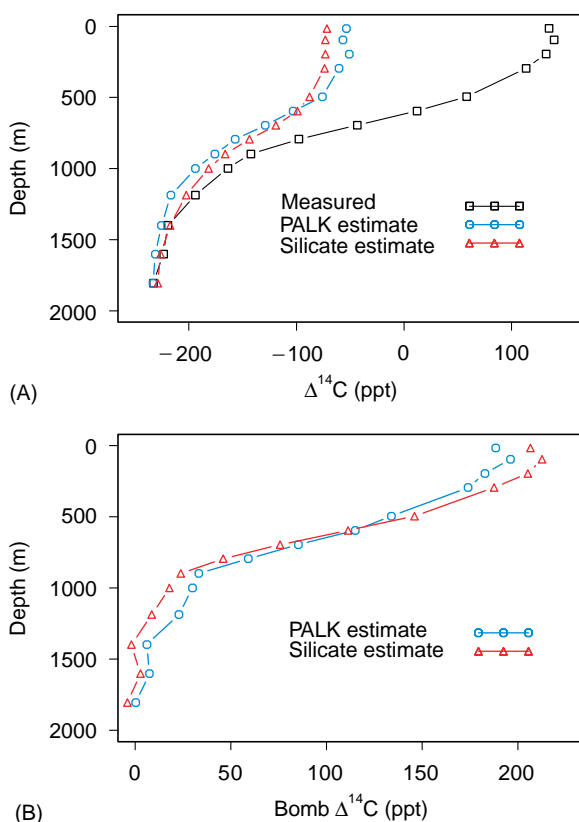 0
500
1000
1500
2000
Depth (m)
Measured
PALK estimate
Silicate estimate
−200 −100 0 100
(A) Δ¹⁴C (ppt)
0
500
1000
1500
2000
Depth (m)
PALK estimate
Silicate estimate
0 50 100 150 200
(B) Bomb Δ¹⁴C (ppt)